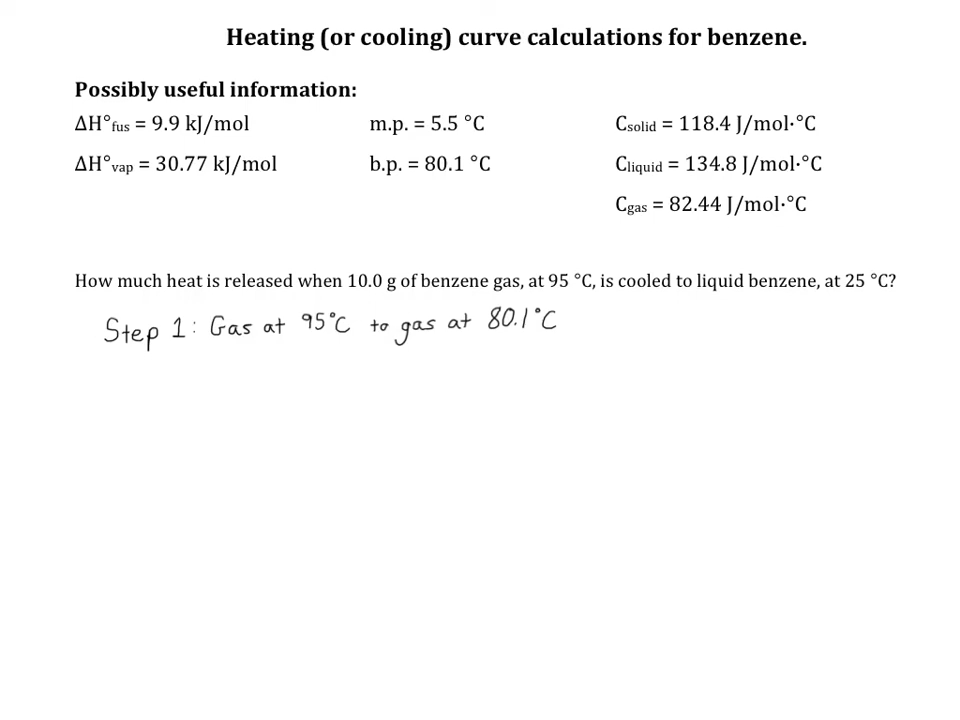 Heating (or cooling) curve calculations for benzene.
Possibly useful information:
ΔH°fus = 9.9 kJ/mol m.p. = 5.5 °C Csolid = 118.4 J/mol·°C
ΔH°vap = 30.77 kJ/mol b.p. = 80.1 °C Cliquid = 134.8 J/mol·°C
Cgas = 82.44 J/mol·°C
How much heat is released when 10.0 g of benzene gas, at 95 °C, is cooled to liquid benzene, at 25 °C?
Step 1: Gas at 95°C to gas at 80.1°C